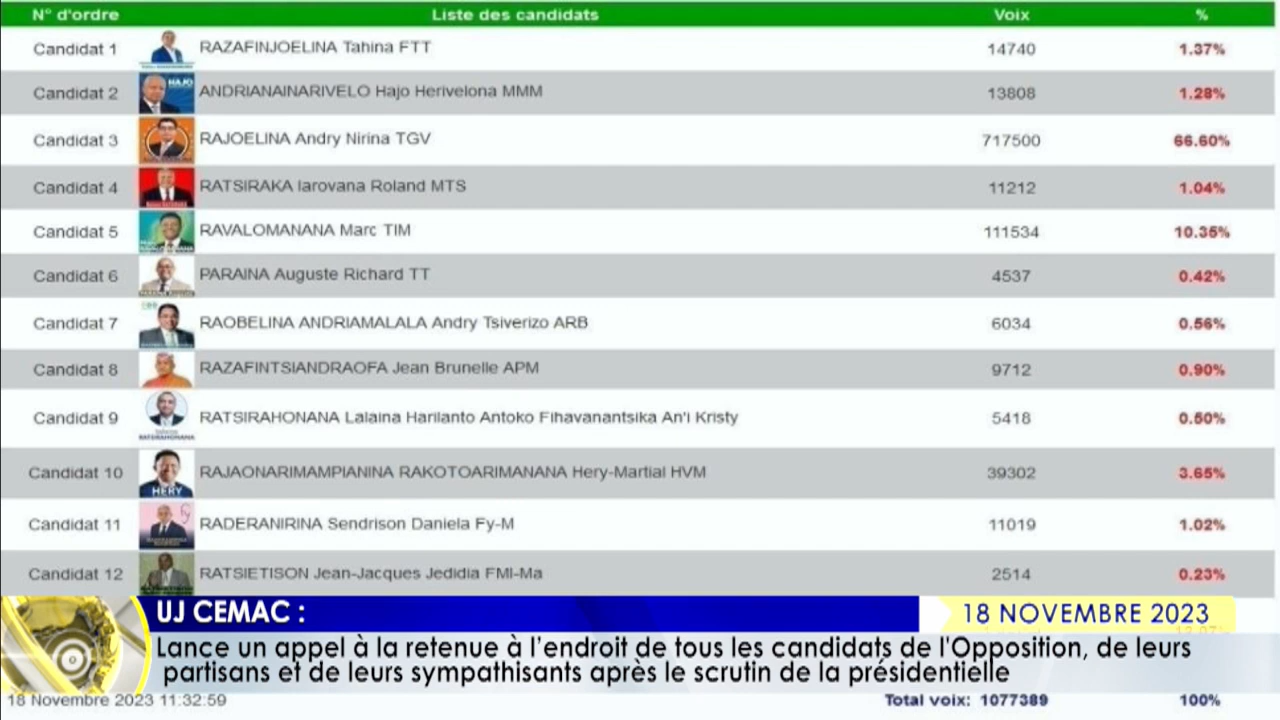 N° d'ordre Liste des candidats Voix %
Candidat 1 RAZAFINJOELINA Tahina FTT 14740 1.37%
Candidat 2 HAJO ANDRIANAINARIVELO Hajo Herivelona MMM 13808 1.28%
Candidat 3 RAJOELINA Andry Nirina TGV 717500 66.60%
Candidat 4 RATSIRAKA Iarovana Roland MTS 11212 1.04%
Candidat 5 RAVALOMANANA Marc TIM 111534 10.35%
Candidat 6 PARAINA Auguste Richard TT 4537 0.42%
Candidat 7 RAOBELINA ANDRIAMALALA Andry Tsiverizo ARB 6034 0.56%
Candidat 8 RAZAFINTSIANDRAOFA Jean Brunelle APM 9712 0.90%
Candidat 9 RATSIRAHONANA Lalaina Harilanto Antoko Fihavanantsika An'i Kristy 5418 0.50%
Candidat 10 HERY RAJAONARIMAMPIANINA RAKOTOARIMANANA Hery-Martial HVM 39302 3.65%
Candidat 11 RADERANIRINA Sendrison Daniela Fy-M 11019 1.02%
Candidat 12 RATSIETISON Jean-Jacques Jedidia FMI-Ma 2514 0.23%
UJ CEMAC : 18 NOVEMBRE 2023
Lance un appel à la retenue à l'endroit de tous les candidats de l'Opposition, de leurs
partisans et de leurs sympathisants après le scrutin de la présidentielle
18 Novembre 2023 11:32:59 Total voix: 1077389 100%